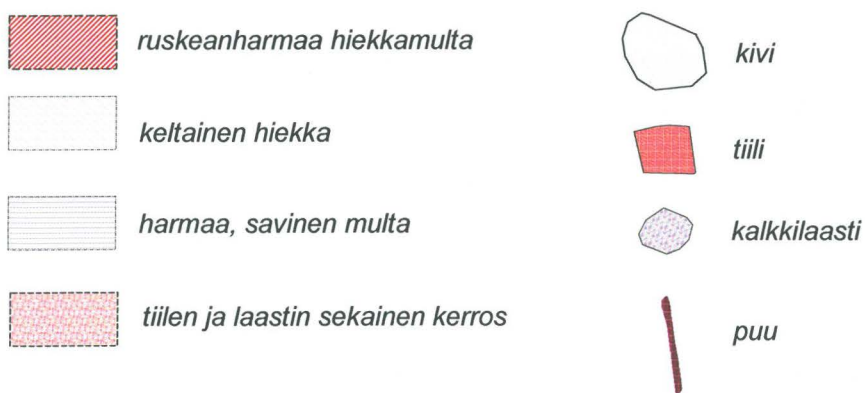 ruskeanharmaa hiekkamulta
keltainen hiekka
harmaa, savinen multa
tiilen ja laastin sekainen kerros
kivi
tiili
kalkkilaasti
puu